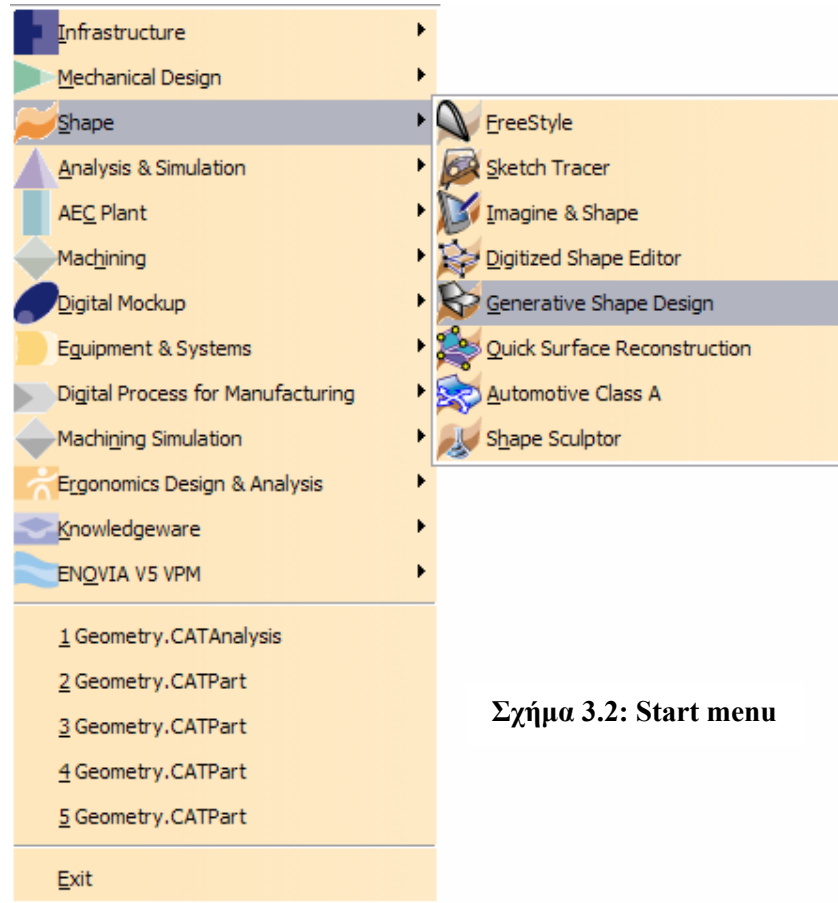 Infrastructure
Mechanical Design
Shape
Analysis & Simulation
AEC Plant
Machining
Digital Mockup
Equipment & Systems
Digital Process for Manufacturing
Machining Simulation
Ergonomics Design & Analysis
Knowledgeware
ENOVIA V5 VPM
1 Geometry.CATAnalysis
2 Geometry.CATPart
3 Geometry.CATPart
4 Geometry.CATPart
5 Geometry.CATPart
Exit
FreeStyle
Sketch Tracer
Imagine & Shape
Digitized Shape Editor
Generative Shape Design
Quick Surface Reconstruction
Automotive Class A
Shape Sculptor
Σχήμα 3.2: Start menu